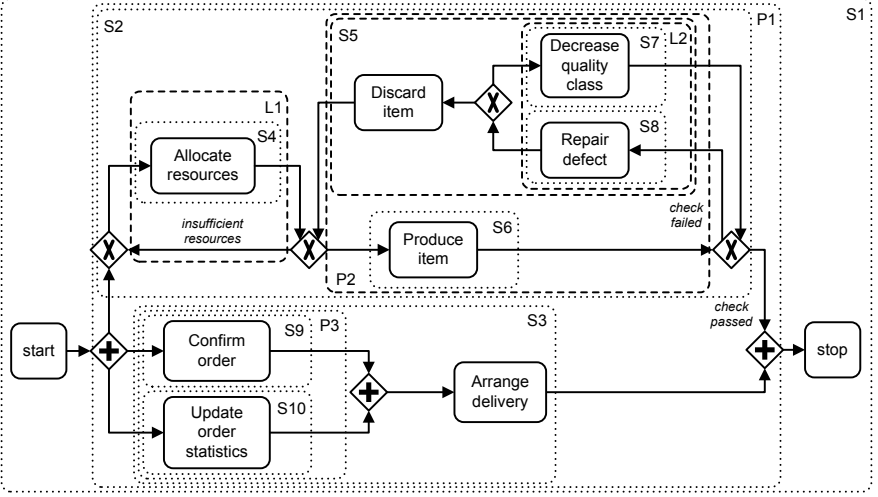 S2
P1
S1
S5
L2
S7
Decrease
quality
class
Discard
item
L1
S4
Allocate
resources
S8
Repair
defect
insufficient
resources
check
failed
S6
Produce
item
P2
check
passed
S3
P3
S9
Confirm
order
start
stop
Arrange
delivery
S10
Update
order
statistics